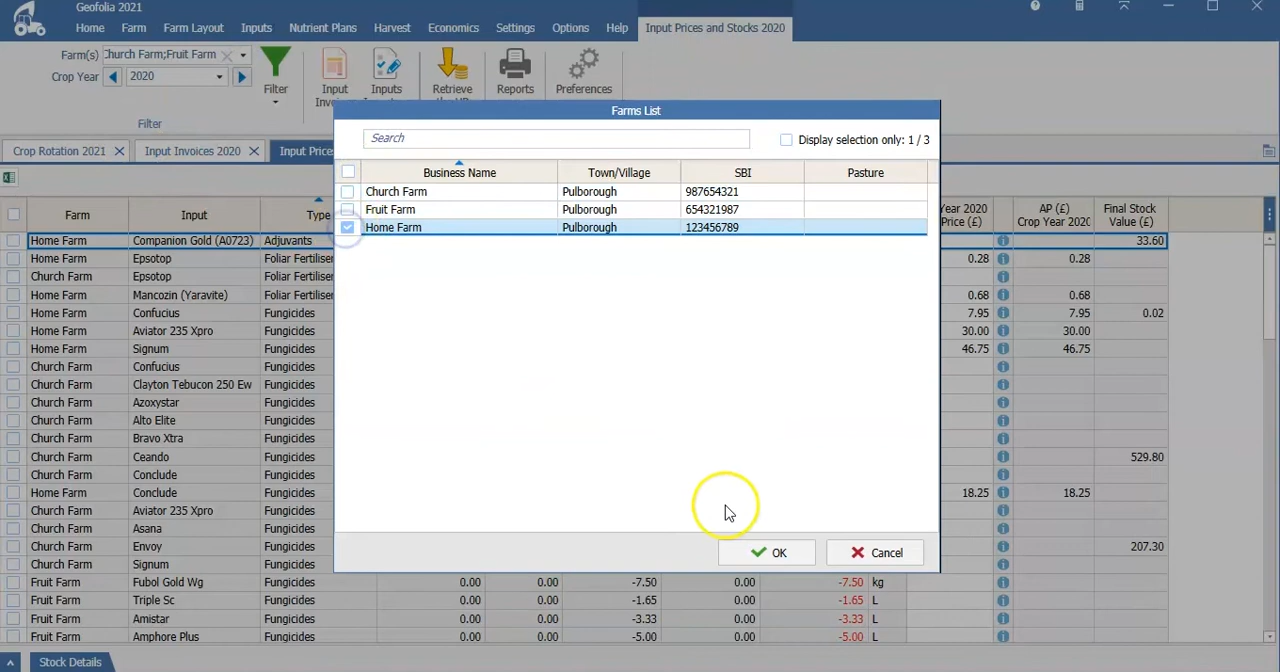 Geofolia 2021
Home Farm Farm Layout Inputs Nutrient Plans Harvest Economics Settings Options Help Input Prices and Stocks 2020
Farm(s) Church Farm;Fruit Farm
Crop Year 2020
Filter Input Inputs Retrieve Reports Preferences
Filter
Crop Rotation 2021 Input Invoices 2020 Input Price
Farms List
Search Display selection only: 1 / 3
Business Name Town/Village SBI Pasture
Church Farm Pulborough 987654321
Fruit Farm Pulborough 654321987
Home Farm Pulborough 123456789
OK Cancel
Farm Input Type Year 2020 Price (£) AP (£) Crop Year 2020 Final Stock Value (£)
Home Farm Companion Gold (A0723) Adjuvants 33.60
Home Farm Epsotop Foliar Fertilise 0.28 0.28
Church Farm Epsotop Foliar Fertilise
Home Farm Mancozin (Yaravite) Foliar Fertilise 0.68 0.68
Home Farm Confucius Fungicides 7.95 7.95 0.02
Home Farm Aviator 235 Xpro Fungicides 30.00 30.00
Home Farm Signum Fungicides 46.75 46.75
Church Farm Confucius Fungicides
Church Farm Clayton Tebucon 250 Ew Fungicides
Church Farm Azoxystar Fungicides
Church Farm Alto Elite Fungicides
Church Farm Bravo Xtra Fungicides
Church Farm Ceando Fungicides 529.80
Church Farm Conclude Fungicides
Home Farm Conclude Fungicides 18.25 18.25
Church Farm Aviator 235 Xpro Fungicides
Church Farm Asana Fungicides
Church Farm Envoy Fungicides 207.30
Church Farm Signum Fungicides
Fruit Farm Fubol Gold Wg Fungicides 0.00 0.00 -7.50 0.00 -7.50 kg
Fruit Farm Triple Sc Fungicides 0.00 0.00 -1.65 0.00 -1.65 L
Fruit Farm Amistar Fungicides 0.00 0.00 -3.33 0.00 -3.33 L
Fruit Farm Amphore Plus Fungicides 0.00 0.00 -5.00 0.00 -5.00 L
Stock Details